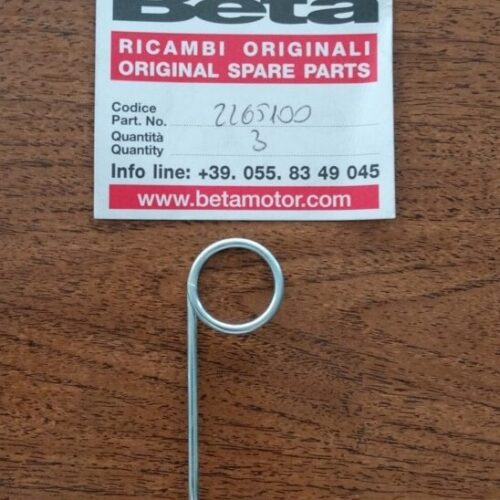 Beta
RICAMBI ORIGINALI
ORIGINAL SPARE PARTS
Codice
Part. No. 2265100
Quantità
Quantity 3
Info line: +39. 055. 83 49 045
www.betamotor.com